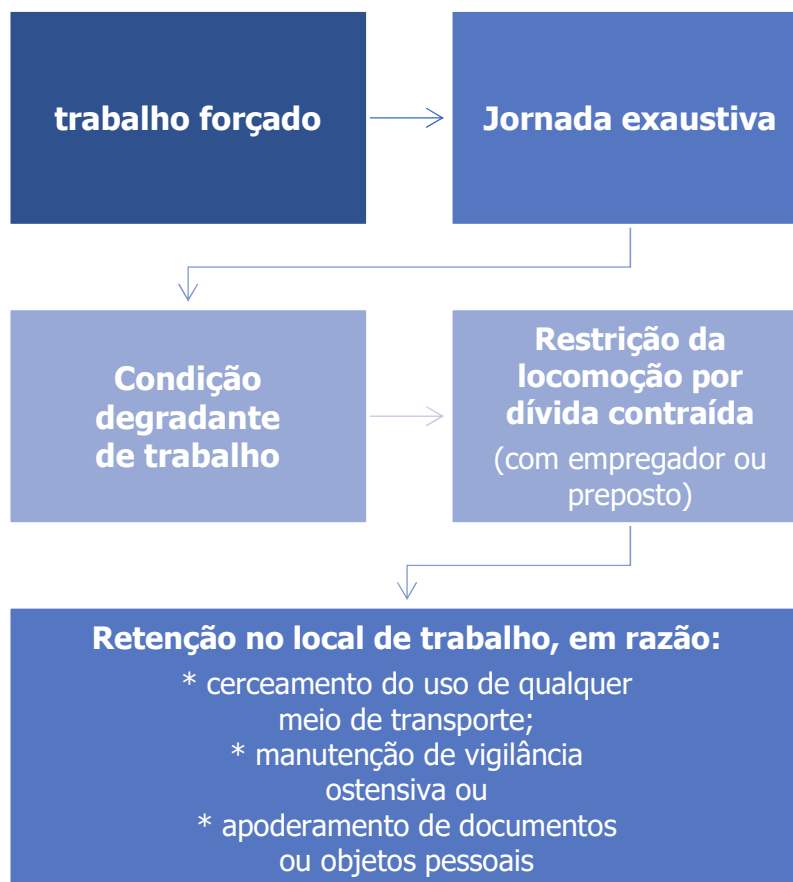 trabalho forçado
Jornada exaustiva
Condição
degradante
de trabalho
Restrição da
locomoção por
dívida contraída
(com empregador ou
preposto)
Retenção no local de trabalho, em razão:
* cerceamento do uso de qualquer
meio de transporte;
* manutenção de vigilância
ostensiva ou
* apoderamento de documentos
ou objetos pessoais